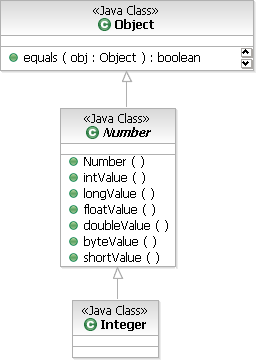 «Java Class»
Object
equals ( obj : Object ) : boolean
«Java Class»
Number
Number ( )
intValue ( )
longValue ( )
floatValue ( )
doubleValue ( )
byteValue ( )
shortValue ( )
«Java Class»
Integer